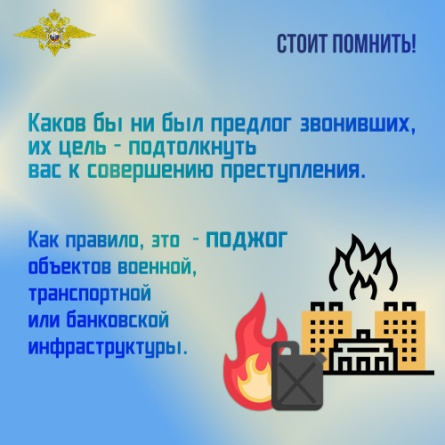 СТОИТ ПОМНИТЬ!
Каков бы ни был предлог звонивших,
их цель - подтолкнуть
вас к совершению преступления.
Как правило, это - ПОДЖОГ
объектов военной,
транспортной
или банковской
инфраструктуры.